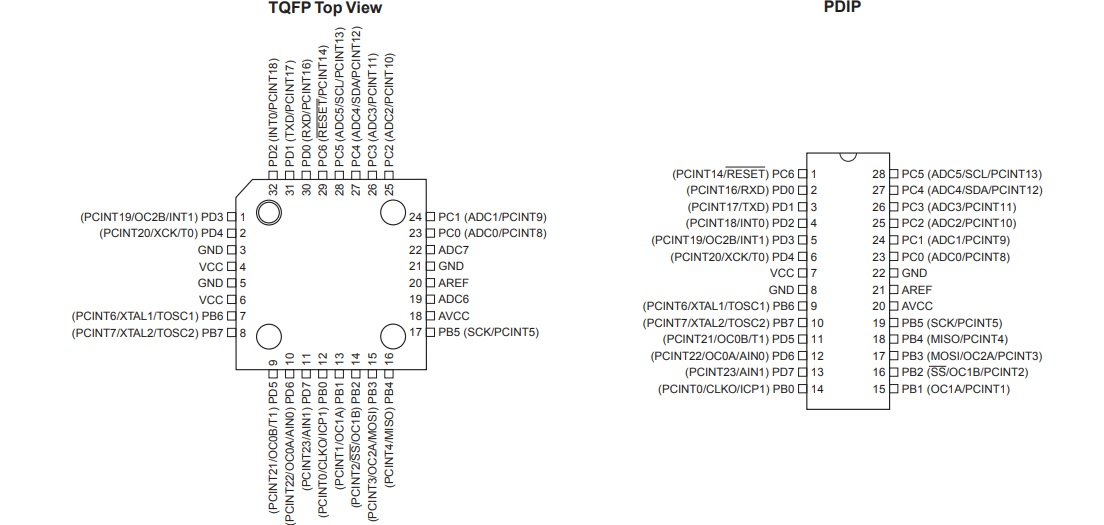 TQFP Top View
PD2 (INT0/PCINT18)
PD1 (TXD/PCINT17)
PD0 (RXD/PCINT16)
PC6 (RESET/PCINT14)
PC5 (ADC5/SCL/PCINT13)
PC4 (ADC4/SDA/PCINT12)
PC3 (ADC3/PCINT11)
PC2 (ADC2/PCINT10)
32 31 30 29 28 27 26 25
(PCINT19/OC2B/INT1) PD3 1
(PCINT20/XCK/T0) PD4 2
GND 3
VCC 4
GND 5
VCC 6
(PCINT6/XTAL1/TOSC1) PB6 7
(PCINT7/XTAL2/TOSC2) PB7 8
24 PC1 (ADC1/PCINT9)
23 PC0 (ADC0/PCINT8)
22 ADC7
21 GND
20 AREF
19 ADC6
18 AVCC
17 PB5 (SCK/PCINT5)
9 10 11 12 13 14 15 16
(PCINT21/OC0B/T1) PD5
(PCINT22/OC0A/AIN0) PD6
(PCINT23/AIN1) PD7
(PCINT0/CLKO/ICP1) PB0
(PCINT1/OC1A) PB1
(PCINT2/SS/OC1B) PB2
(PCINT3/OC2A/MOSI) PB3
(PCINT4/MISO) PB4
PDIP
(PCINT14/RESET) PC6 1 28 PC5 (ADC5/SCL/PCINT13)
(PCINT16/RXD) PD0 2 27 PC4 (ADC4/SDA/PCINT12)
(PCINT17/TXD) PD1 3 26 PC3 (ADC3/PCINT11)
(PCINT18/INT0) PD2 4 25 PC2 (ADC2/PCINT10)
(PCINT19/OC2B/INT1) PD3 5 24 PC1 (ADC1/PCINT9)
(PCINT20/XCK/T0) PD4 6 23 PC0 (ADC0/PCINT8)
VCC 7 22 GND
GND 8 21 AREF
(PCINT6/XTAL1/TOSC1) PB6 9 20 AVCC
(PCINT7/XTAL2/TOSC2) PB7 10 19 PB5 (SCK/PCINT5)
(PCINT21/OC0B/T1) PD5 11 18 PB4 (MISO/PCINT4)
(PCINT22/OC0A/AIN0) PD6 12 17 PB3 (MOSI/OC2A/PCINT3)
(PCINT23/AIN1) PD7 13 16 PB2 (SS/OC1B/PCINT2)
(PCINT0/CLKO/ICP1) PB0 14 15 PB1 (OC1A/PCINT1)